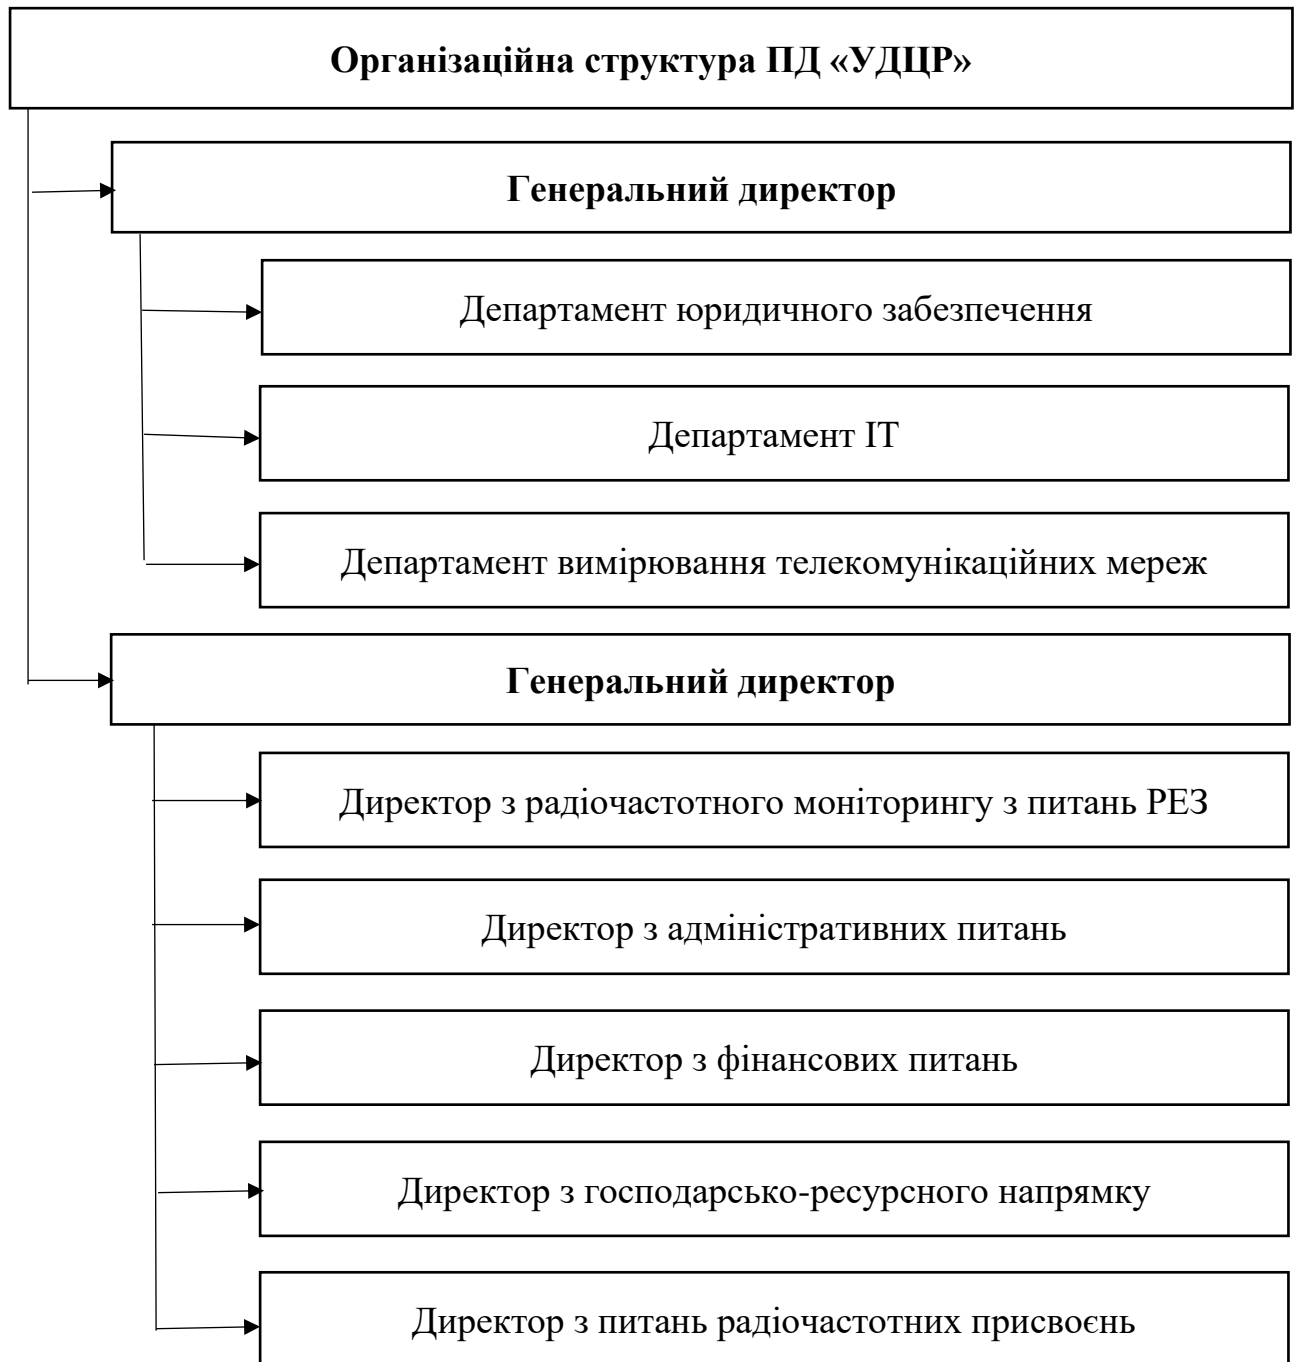 Організаційна структура ПД «УДЦР»
Генеральний директор
Департамент юридичного забезпечення
Департамент ІТ
Департамент вимірювання телекомунікаційних мереж
Генеральний директор
Директор з радіочастотного моніторингу з питань РЕЗ
Директор з адміністративних питань
Директор з фінансових питань
Директор з господарсько-ресурсного напрямку
Директор з питань радіочастотних присвоєнь